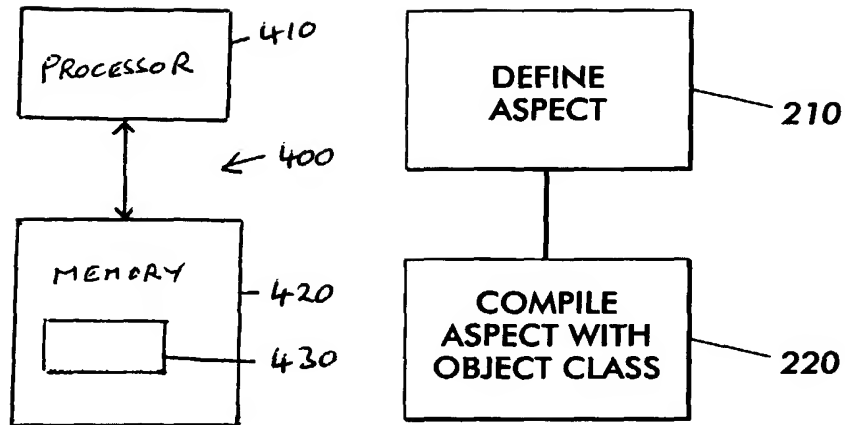 PROCESSOR
410
400
MEMORY
420
430
DEFINE
ASPECT
210
COMPILE
ASPECT WITH
OBJECT CLASS
220